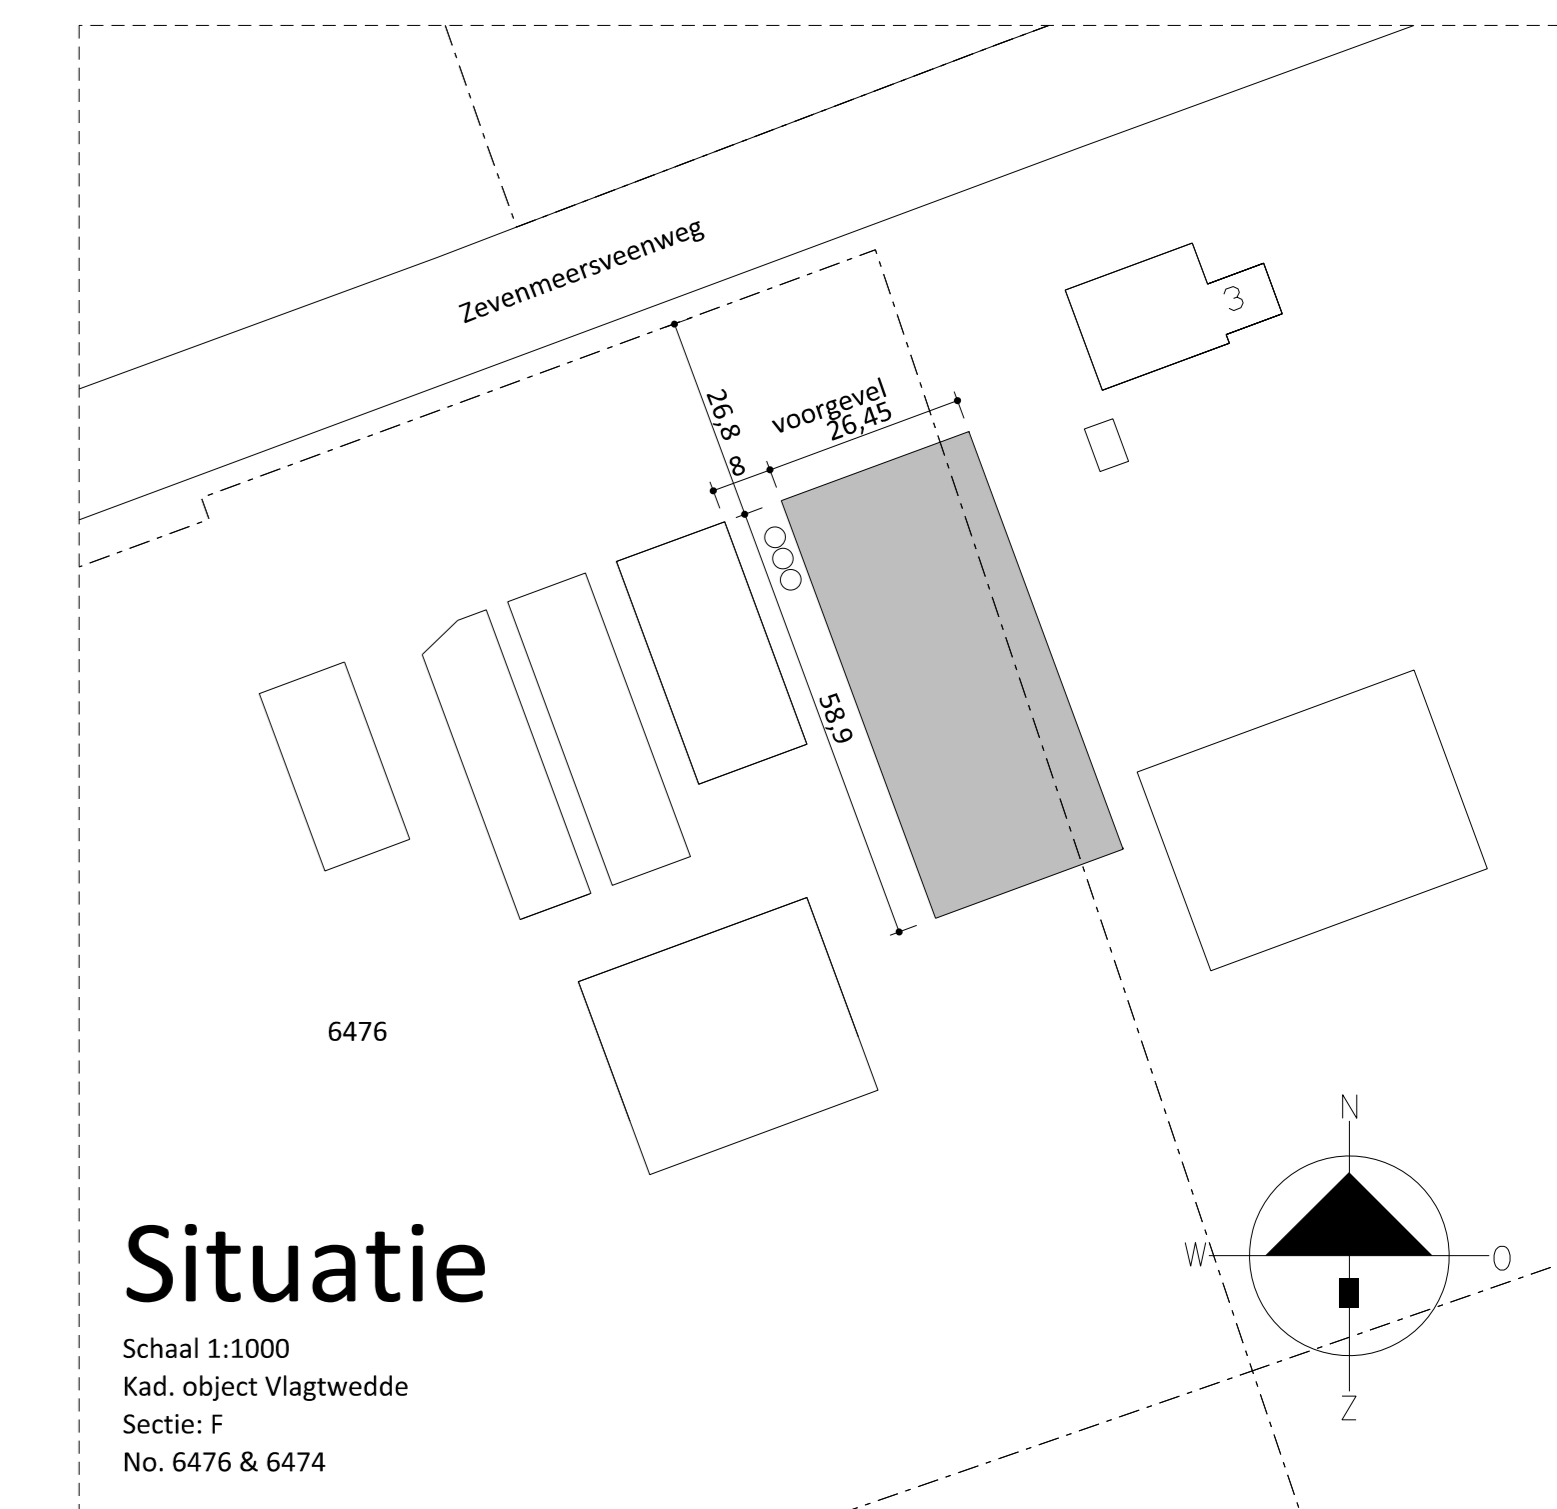 Zevenmeersveenweg
3
26,8
voorgevel
26,45
8
58,9
6476
N
W
O
Z
Situatie
Schaal 1:1000
Kad. object Vlagtwedde
Sectie: F
No. 6476 & 6474